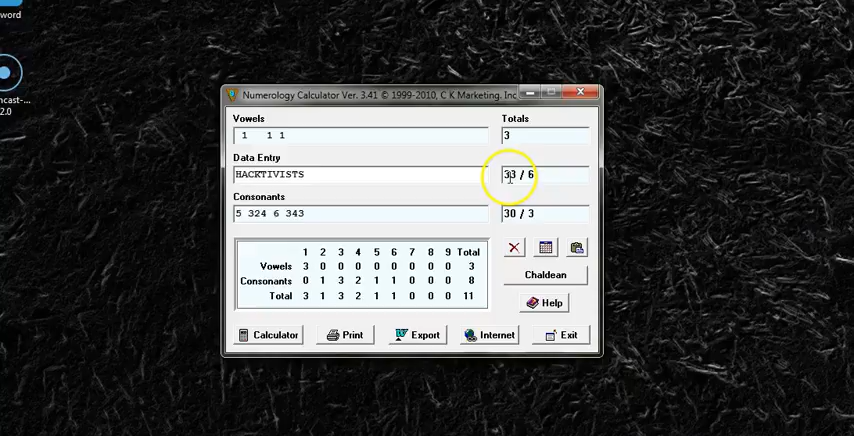 word
ncast-...
2.0
Numerology Calculator Ver. 3.41 © 1999-2010, C K Marketing. Inc
Vowels Totals
1 1 1 3
Data Entry
HACKTIVISTS 33 / 6
Consonants
5 324 6 343 30 / 3
1 2 3 4 5 6 7 8 9 Total
Vowels 3 0 0 0 0 0 0 0 0 3
Consonants 0 1 3 2 1 1 0 0 0 8
Total 3 1 3 2 1 1 0 0 0 11
Chaldean
Help
Calculator Print Export Internet Exit